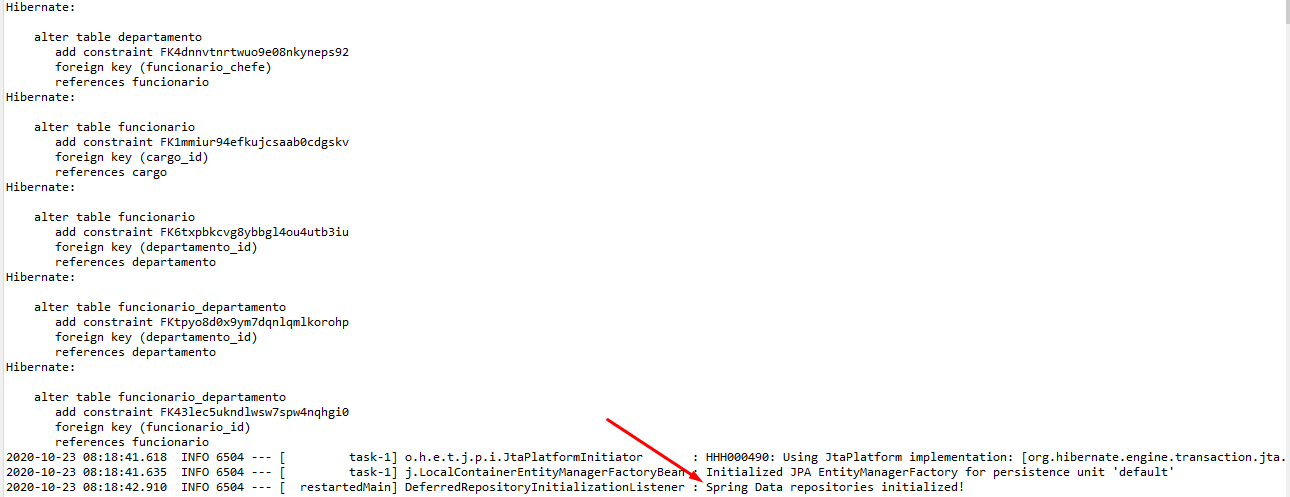 Hibernate:
alter table departamento
add constraint FK4dnnvtnrtwuo9e08nkyneps92
foreign key (funcionario_chefe)
references funcionario
Hibernate:
alter table funcionario
add constraint FK1mmiur94efkujcsaab0cdgskv
foreign key (cargo_id)
references cargo
Hibernate:
alter table funcionario
add constraint FK6txpbkcvg8ybbgl4ou4utb3iu
foreign key (departamento_id)
references departamento
Hibernate:
alter table funcionario_departamento
add constraint FKtpyo8d0x9ym7dqnlqmlkorohp
foreign key (departamento_id)
references departamento
Hibernate:
alter table funcionario_departamento
add constraint FK43lec5ukndlwsw7spw4nqhgi0
foreign key (funcionario_id)
references funcionario
2020-10-23 08:18:41.618  INFO 6504 --- [         task-1] o.h.e.t.j.p.i.JtaPlatformInitiator       : HHH000490: Using JtaPlatform implementation: [org.hibernate.engine.transaction.jta.
2020-10-23 08:18:41.635  INFO 6504 --- [         task-1] j.LocalContainerEntityManagerFactoryBean : Initialized JPA EntityManagerFactory for persistence unit 'default'
2020-10-23 08:18:42.910  INFO 6504 --- [  restartedMain] DeferredRepositoryInitializationListener : Spring Data repositories initialized!